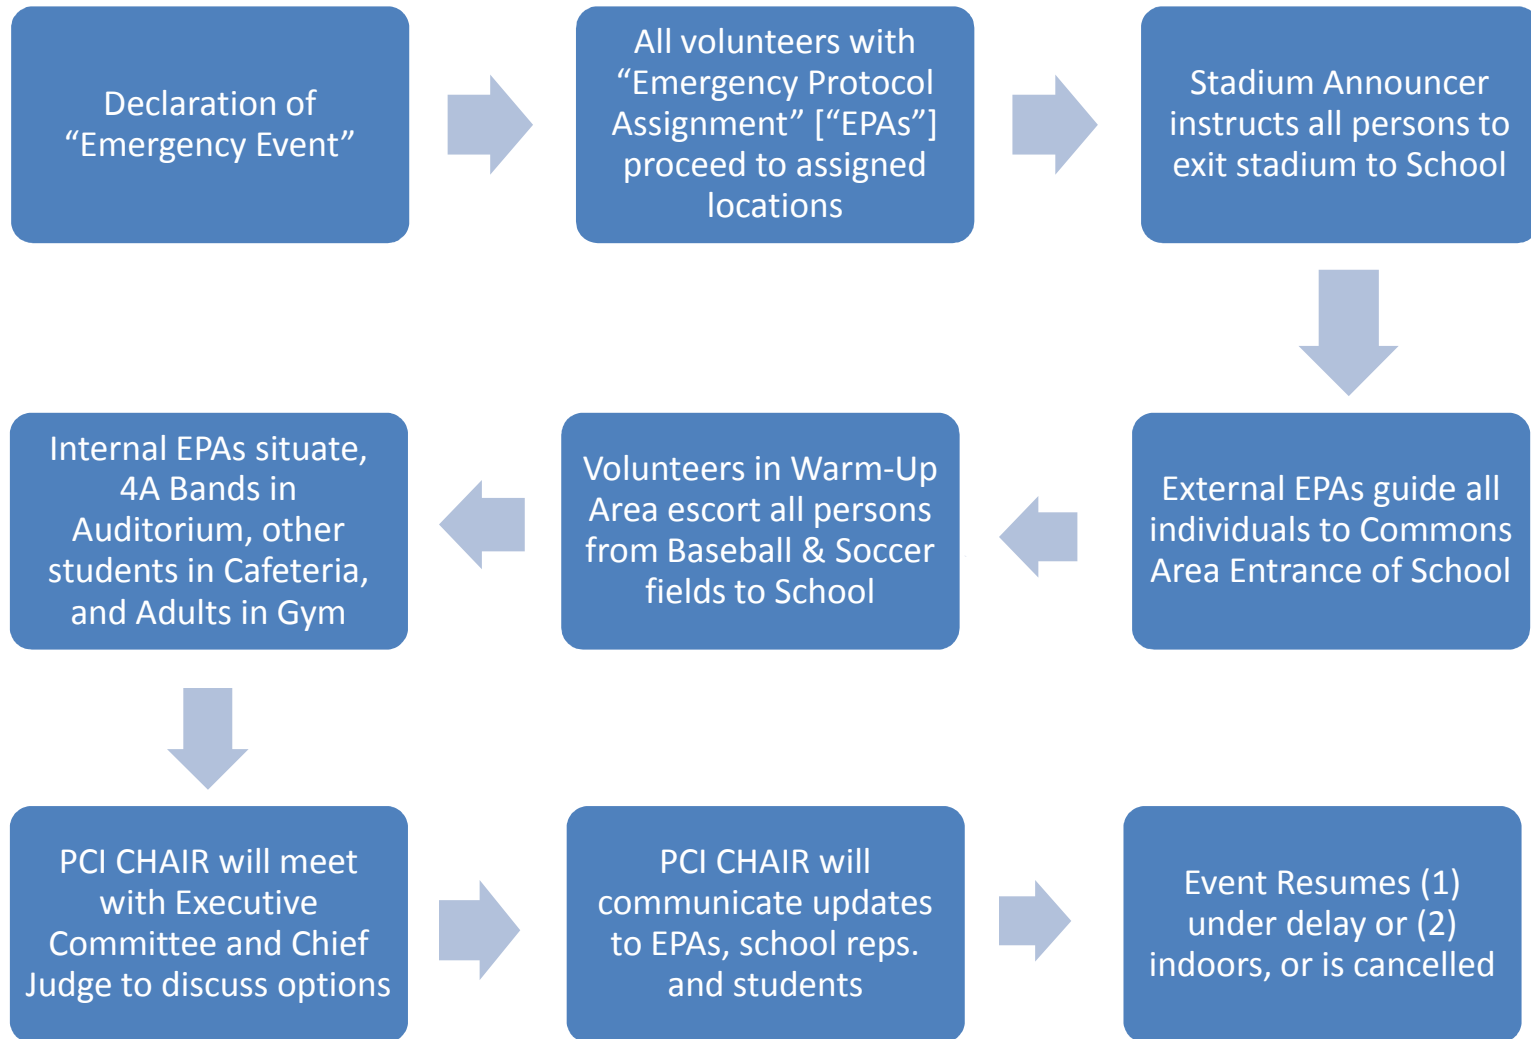 Declaration of
“Emergency Event”
All volunteers with
“Emergency Protocol
Assignment” [“EPAs”]
proceed to assigned
locations
Stadium Announcer
instructs all persons to
exit stadium to School
External EPAs guide all
individuals to Commons
Area Entrance of School
Volunteers in Warm-Up
Area escort all persons
from Baseball & Soccer
fields to School
Internal EPAs situate,
4A Bands in
Auditorium, other
students in Cafeteria,
and Adults in Gym
PCI CHAIR will meet
with Executive
Committee and Chief
Judge to discuss options
PCI CHAIR will
communicate updates
to EPAs, school reps.
and students
Event Resumes (1)
under delay or (2)
indoors, or is cancelled